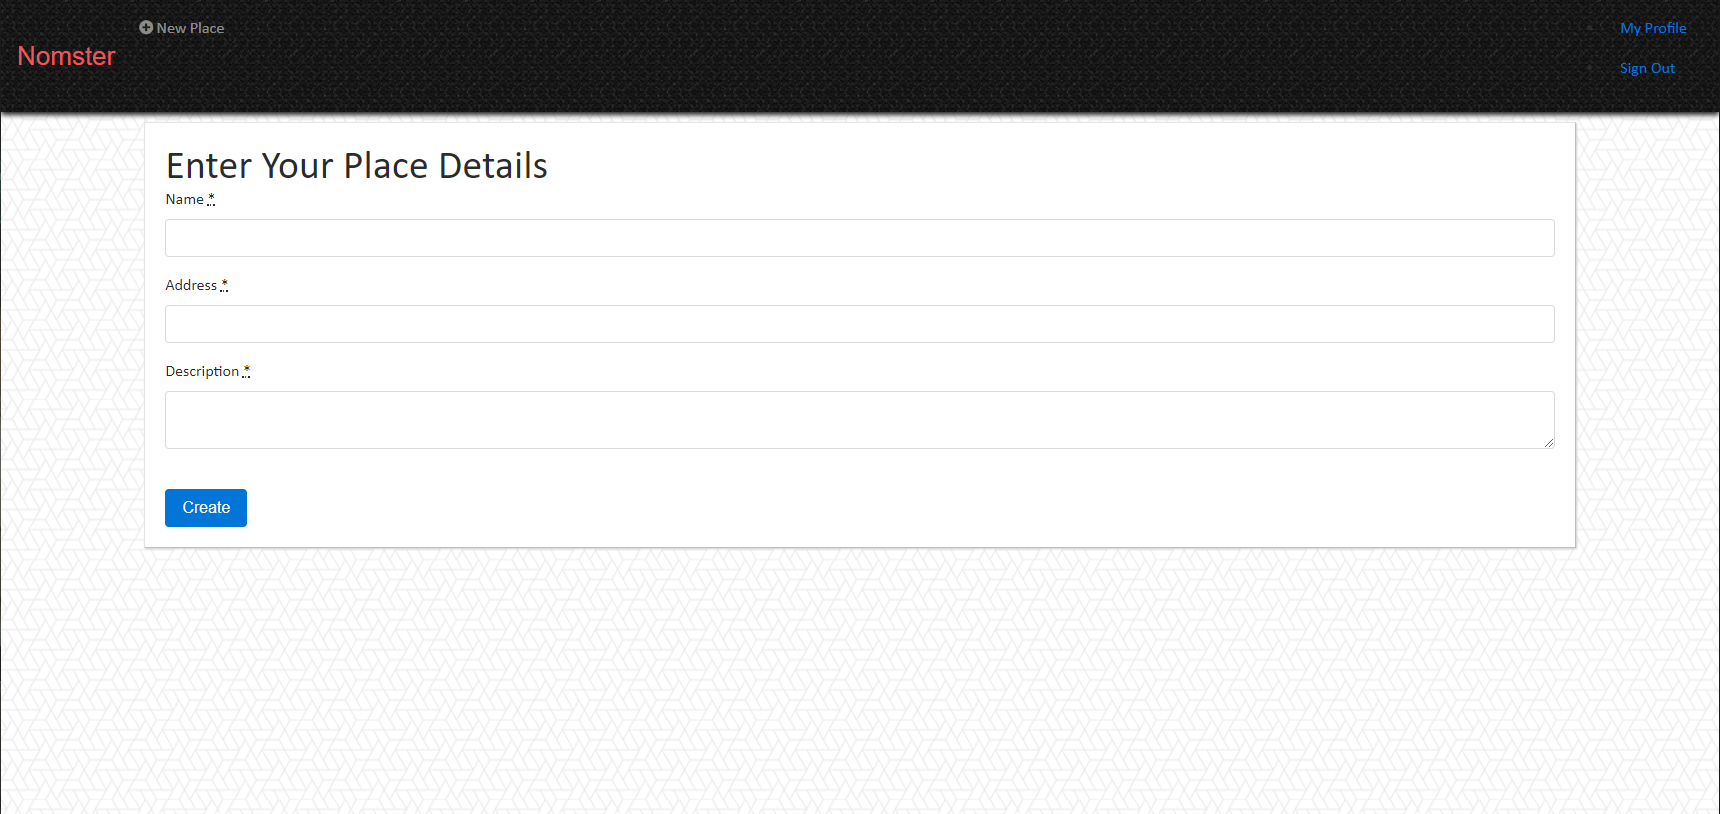 New Place
My Profile
Nomster
Sign Out
Enter Your Place Details
Name *
Address *
Description *
Create